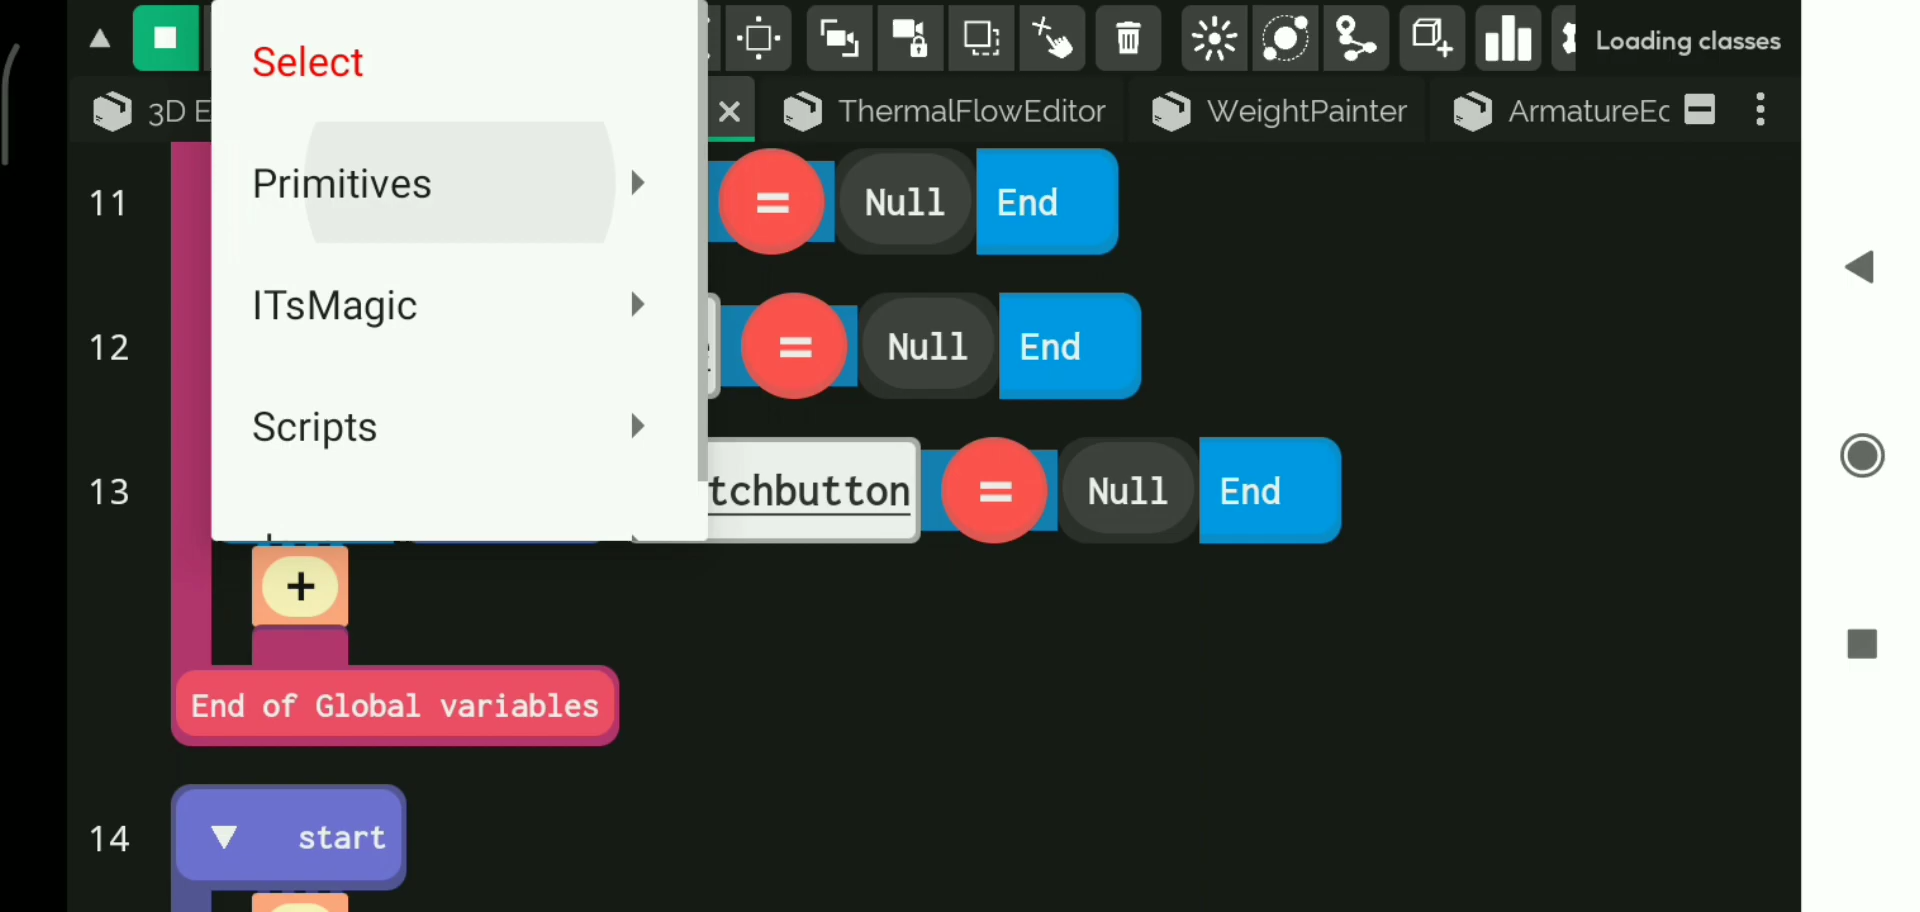 Loading classes
Select
Primitives
ITsMagic
Scripts
3D E
ThermalFlowEditor
WeightPainter
ArmatureEc
11
= Null End
12
= Null End
13
tchbutton = Null End
+
End of Global variables
14
start